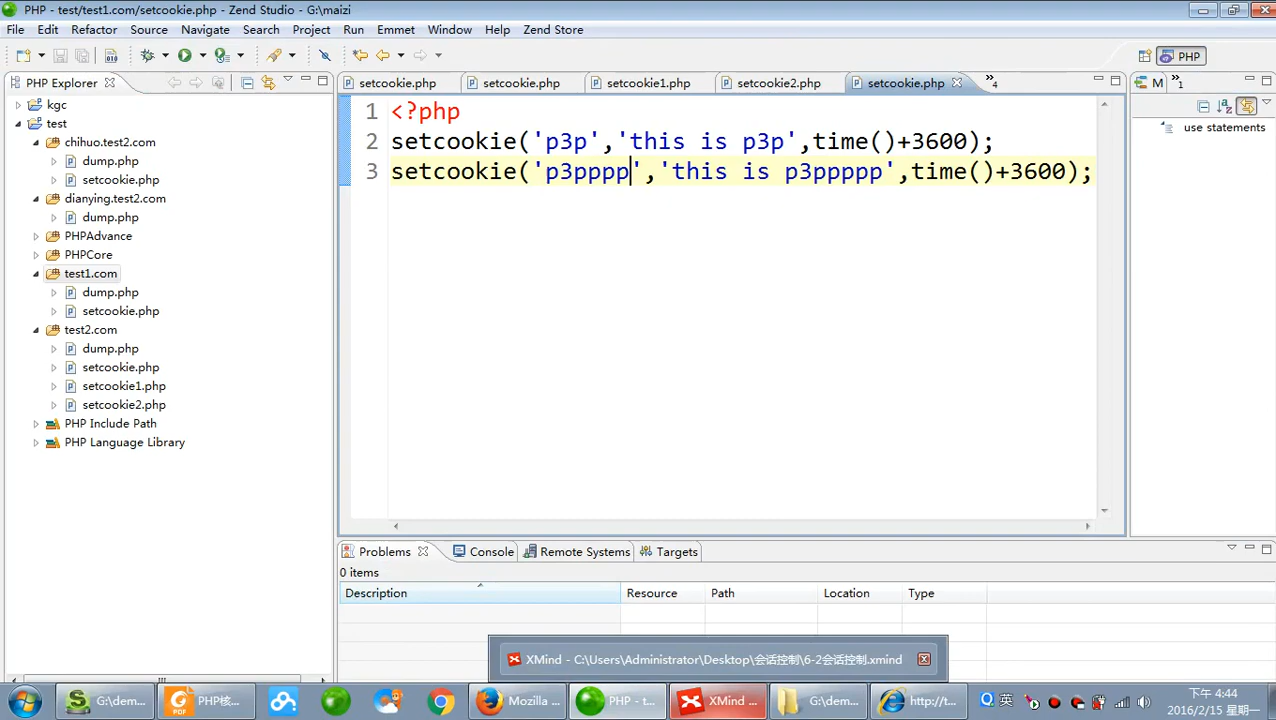 PHP - test/test1.com/setcookie.php - Zend Studio - G:\maizi
File Edit Refactor Source Navigate Search Project Run Emmet Window Help Zend Store
PHP
PHP Explorer
setcookie.php
setcookie.php
setcookie1.php
setcookie2.php
setcookie.php
»4
M
»1
kgc
test
chihuo.test2.com
dump.php
setcookie.php
dianying.test2.com
dump.php
PHPAdvance
PHPCore
test1.com
dump.php
setcookie.php
test2.com
dump.php
setcookie.php
setcookie1.php
setcookie2.php
PHP Include Path
PHP Language Library
1 <?php
2 setcookie('p3p','this is p3p',time()+3600);
3 setcookie('p3pppp','this is p3ppppp',time()+3600);
use statements
Problems
Console
Remote Systems
Targets
0 items
Description Resource Path Location Type
XMind - C:\Users\Administrator\Desktop\会话控制\6-2会话控制.xmind
G:\dem...
PHP核...
PDF
Mozilla ...
PHP - t...
XMind ...
G:\dem...
http://t...
英
下午 4:44
2016/2/15 星期一